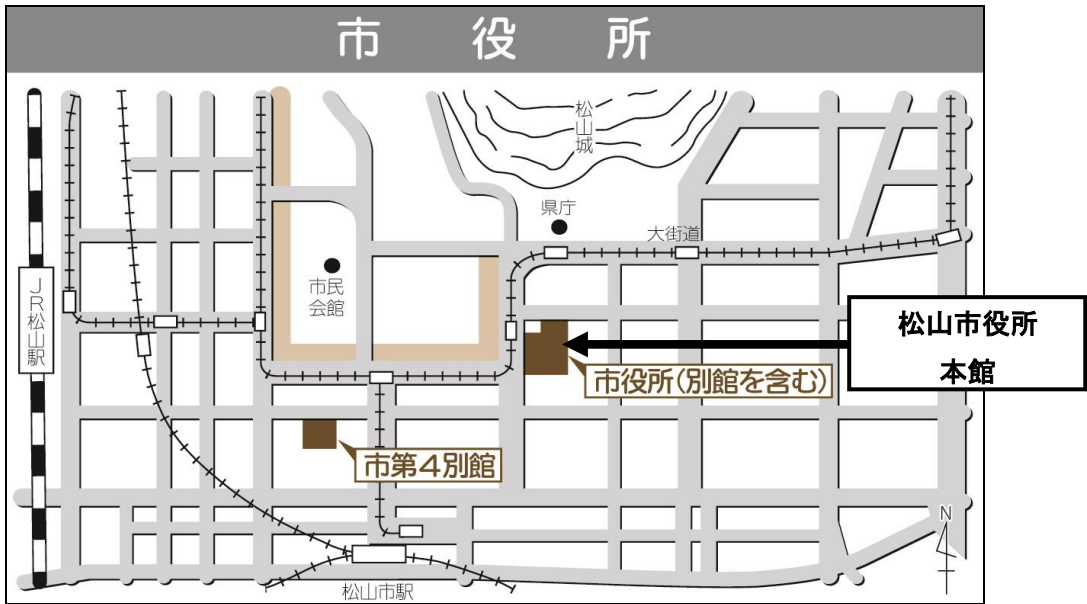 市役所
松山城
県庁
大街道
市民
会館
JR松山駅
松山市役所
本館
市役所(別館を含む)
市第4別館
N
松山市駅